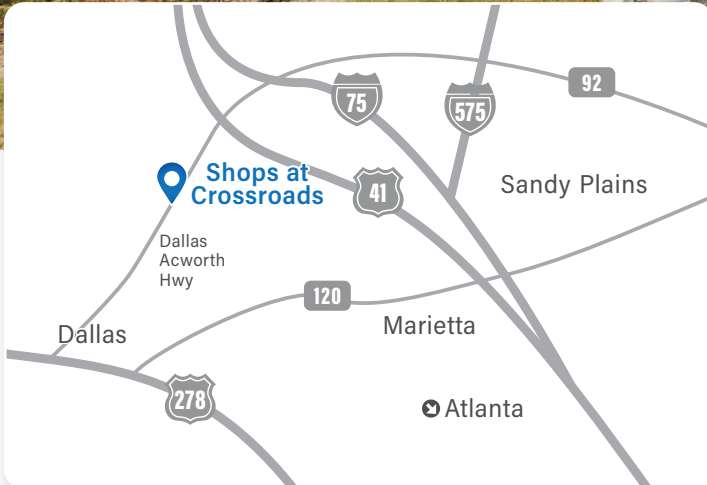 92
75
575
Shops at
Crossroads
41
Sandy Plains
Dallas
Acworth
Hwy
120
Marietta
Dallas
278
Atlanta